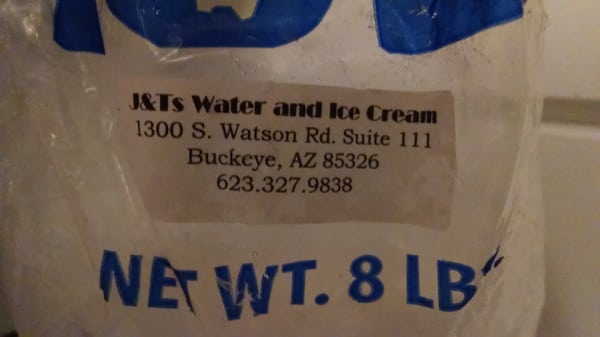 J&Ts Water and Ice Cream
1300 S. Watson Rd. Suite 111
Buckeye, AZ 85326
623.327.9838
NET WT. 8 LBS